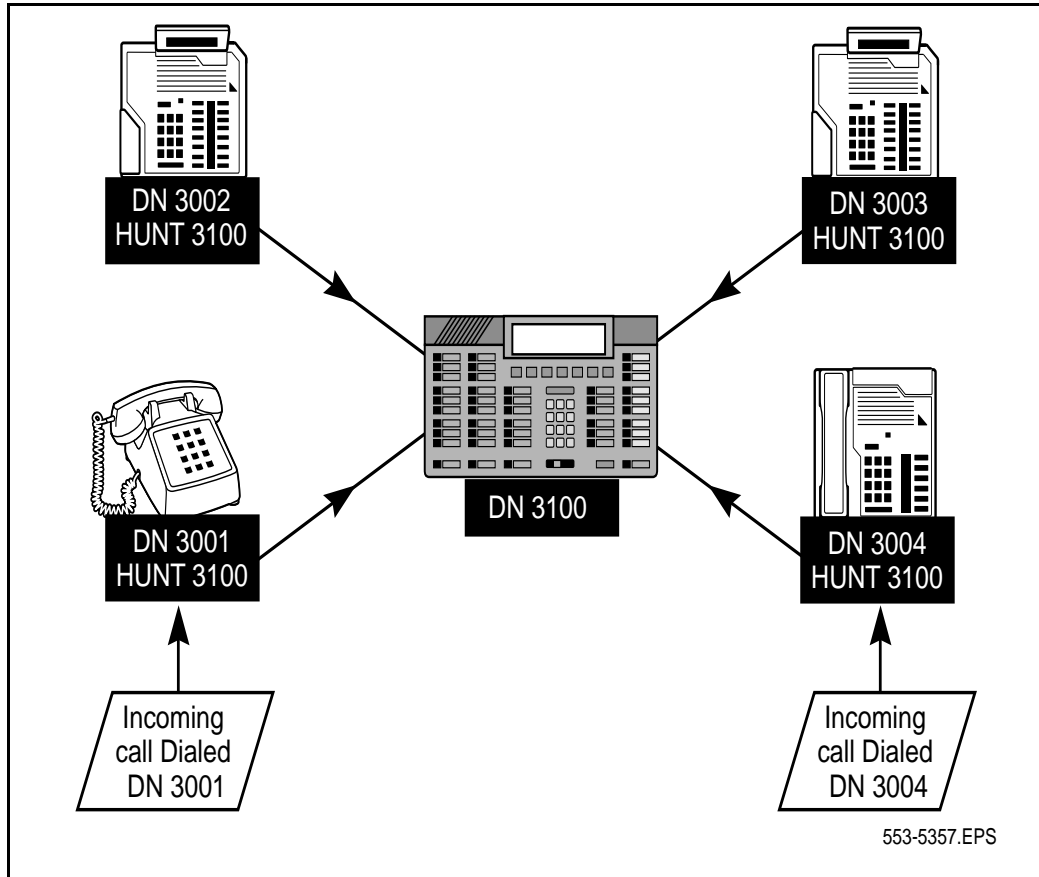 DN 3002
HUNT 3100
DN 3003
HUNT 3100
DN 3100
DN 3001
HUNT 3100
DN 3004
HUNT 3100
Incoming
call Dialed
DN 3001
Incoming
call Dialed
DN 3004
553-5357.EPS